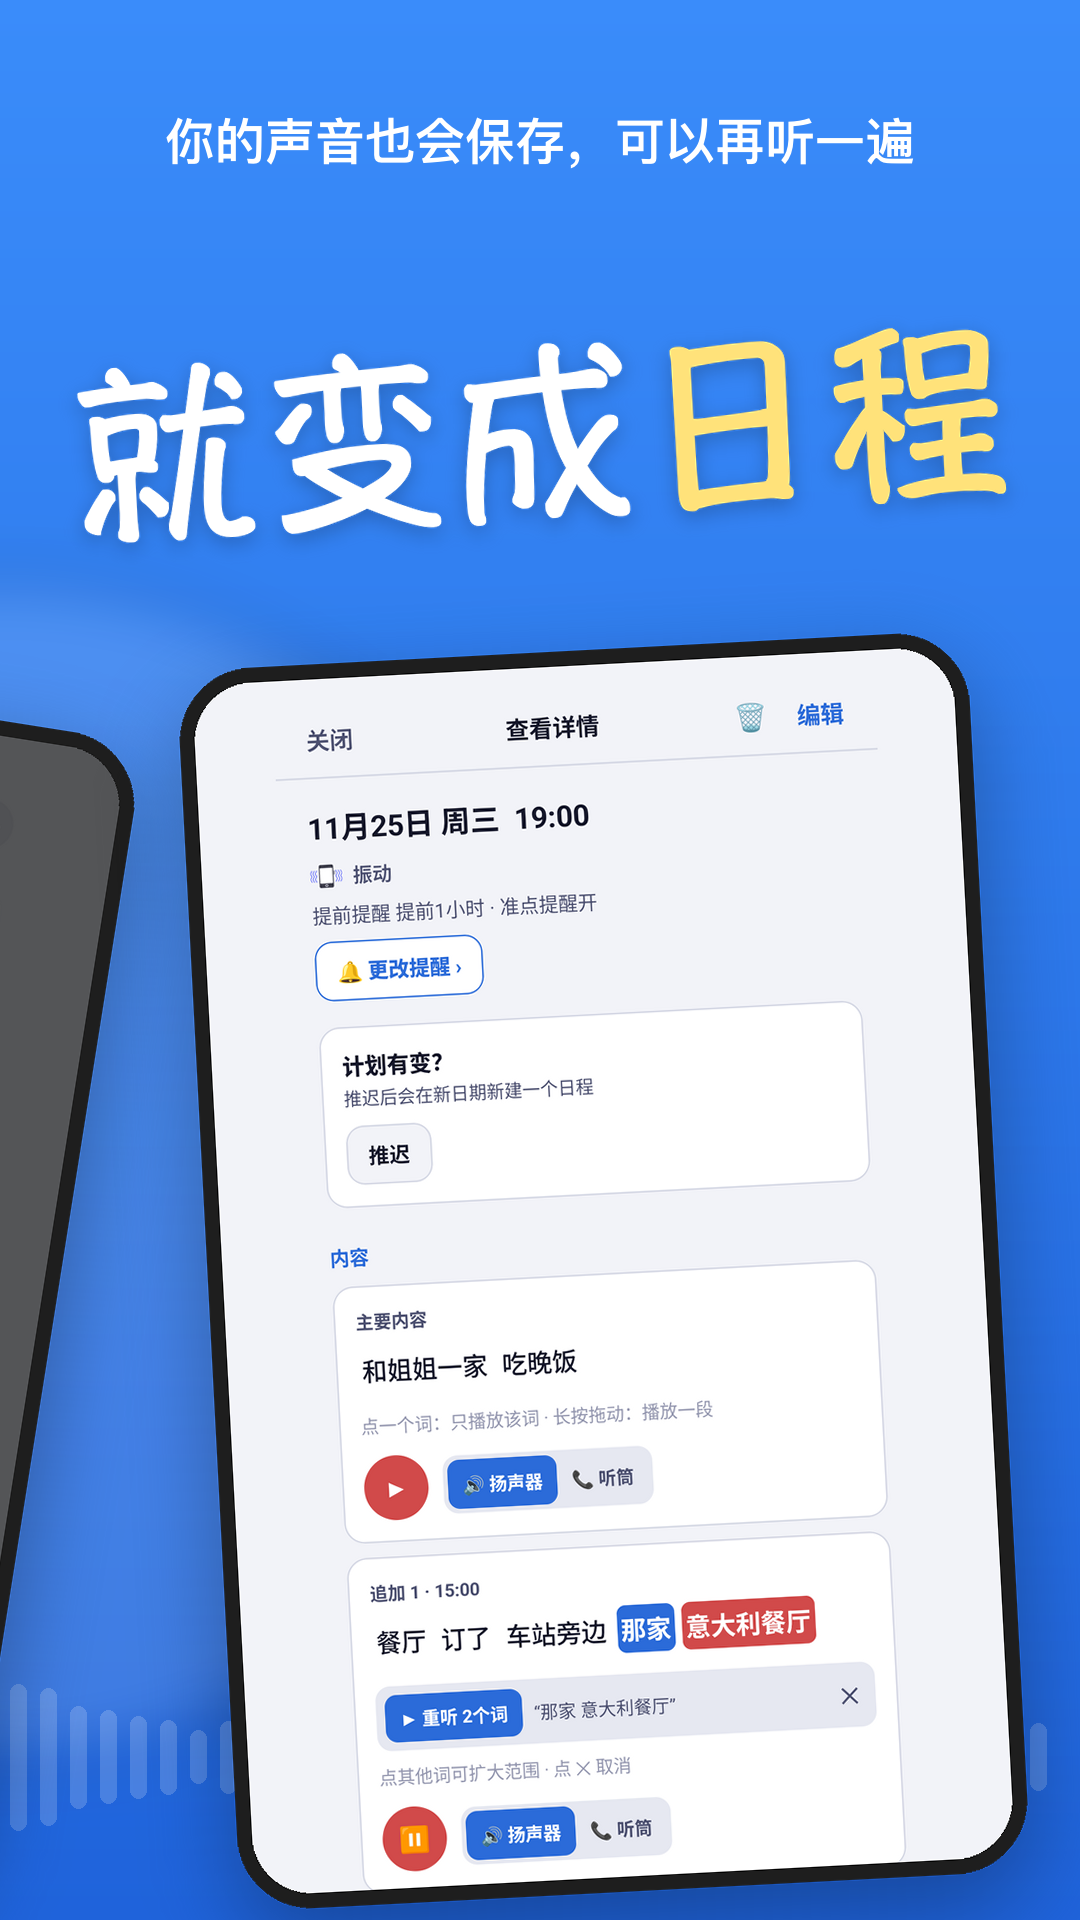 你的声音也会保存，可以再听一遍
就变成日程
关闭 查看详情 编辑
11月25日 周三 19:00
振动
提前提醒 提前1小时 · 准点提醒开
更改提醒 ›
计划有变?
推迟后会在新日期新建一个日程
推迟
内容
主要内容
和姐姐一家 吃晚饭
点一个词：只播放该词 · 长按拖动：播放一段
扬声器 听筒
追加 1 · 15:00
餐厅 订了 车站旁边 那家 意大利餐厅
▶ 重听 2个词 “那家 意大利餐厅”
点其他词可扩大范围 · 点 ✕ 取消
扬声器 听筒